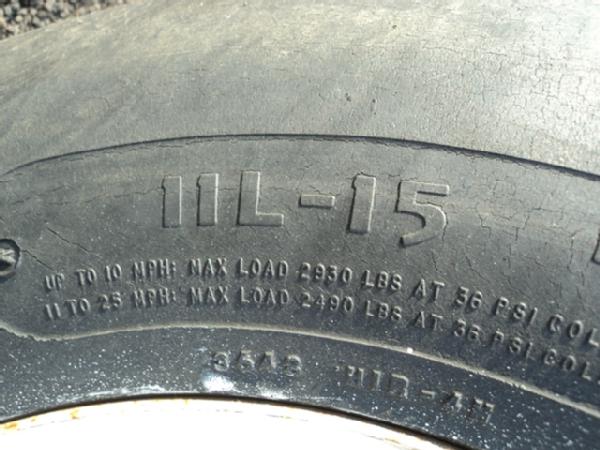 11L-15
UP TO 10 MPH: MAX LOAD 2930 LBS AT 36 PSI COL
11 TO 25 MPH: MAX LOAD 2490 LBS AT 36 PSI COL